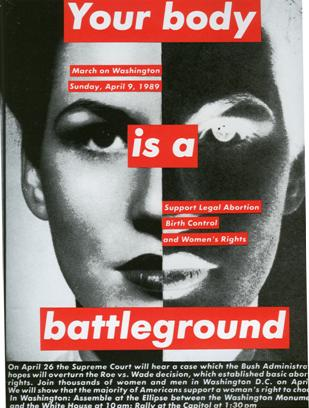 Your body
March on Washington
Sunday, April 9, 1989
is a
Support Legal Abortion
Birth Control
and Women's Rights
battleground
On April 26 the Supreme Court will hear a case which the Bush Administra
hopes will overturn the Roe vs. Wade decision, which established basic abor
rights. Join thousands of women and men in Washington D.C. on Apri
We will show that the majority of Americans support a woman's right to choo
In Washington: Assemble at the Ellipse between the Washington Monume
and the White House at 10 am; Rally at the Capitol at 1:30 pm